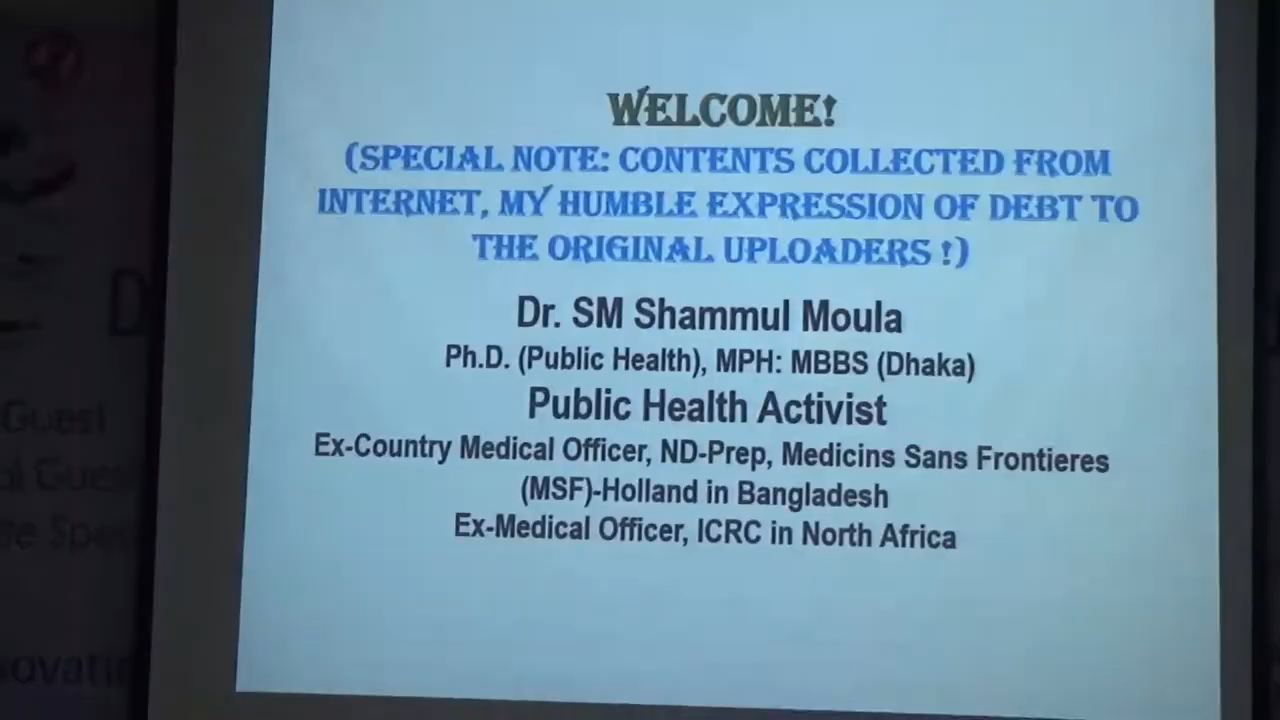 WELCOME!
(SPECIAL NOTE: CONTENTS COLLECTED FROM
INTERNET, MY HUMBLE EXPRESSION OF DEBT TO
THE ORIGINAL UPLOADERS !)
Dr. SM Shammul Moula
Ph.D. (Public Health), MPH: MBBS (Dhaka)
Public Health Activist
Ex-Country Medical Officer, ND-Prep, Medicins Sans Frontieres
(MSF)-Holland in Bangladesh
Ex-Medical Officer, ICRC in North Africa
Guest